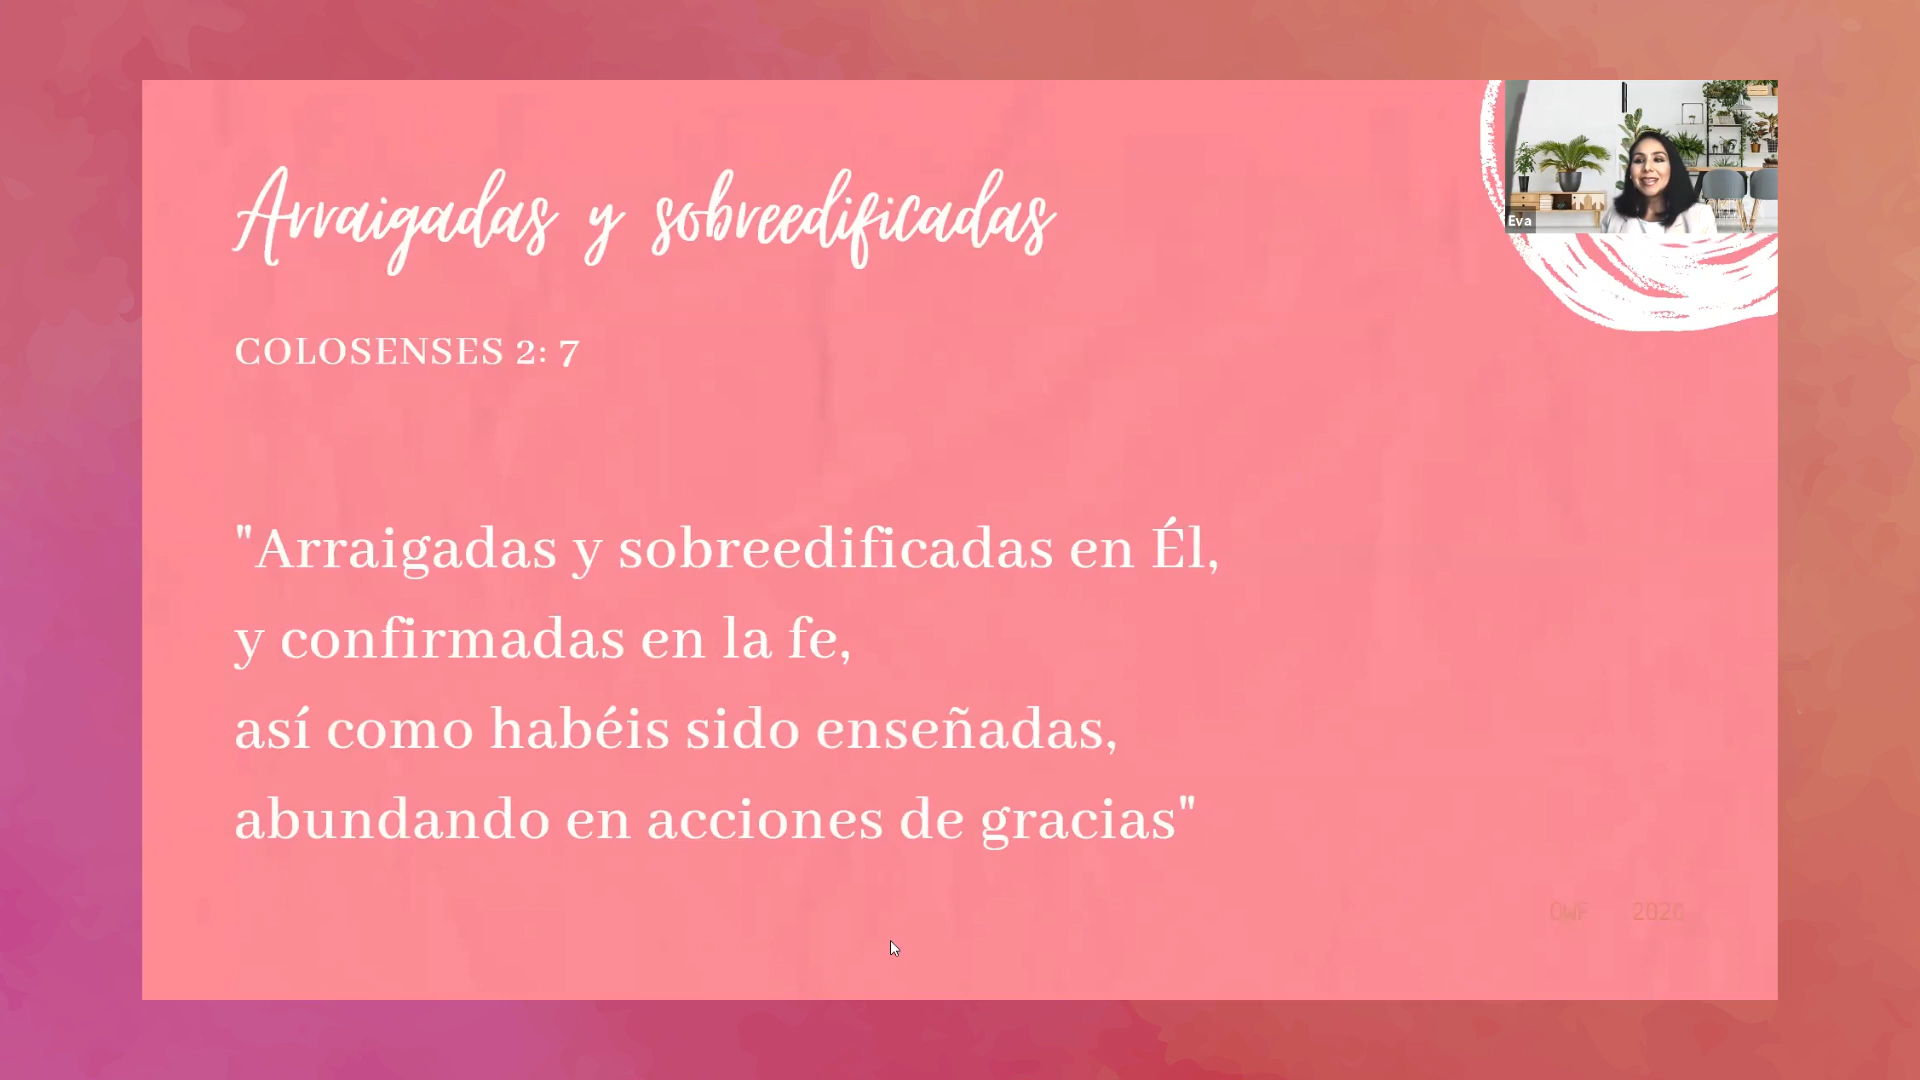 Arraigadas y sobreedificadas
COLOSENSES 2: 7
"Arraigadas y sobreedificadas en Él,
y confirmadas en la fe,
así como habéis sido enseñadas,
abundando en acciones de gracias"
Eva